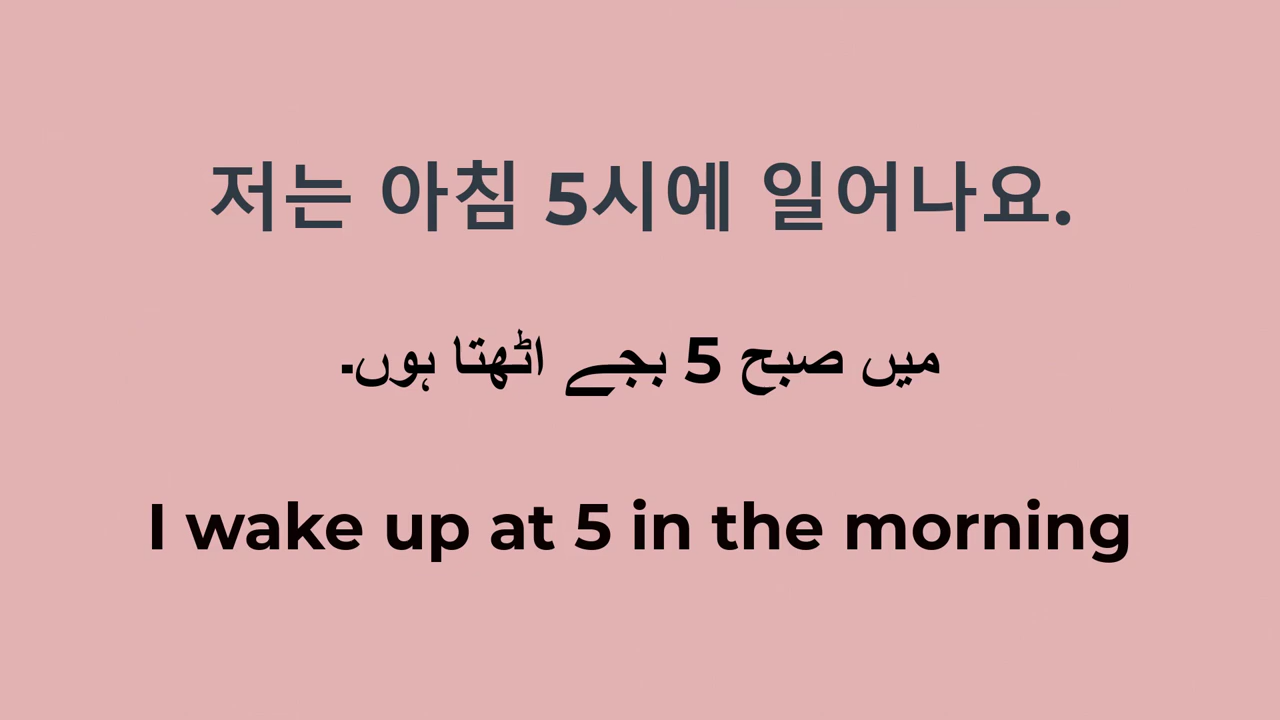 저는 아침 5시에 일어나요.
میں صبح 5 بجے اٹھتا ہوں۔
I wake up at 5 in the morning